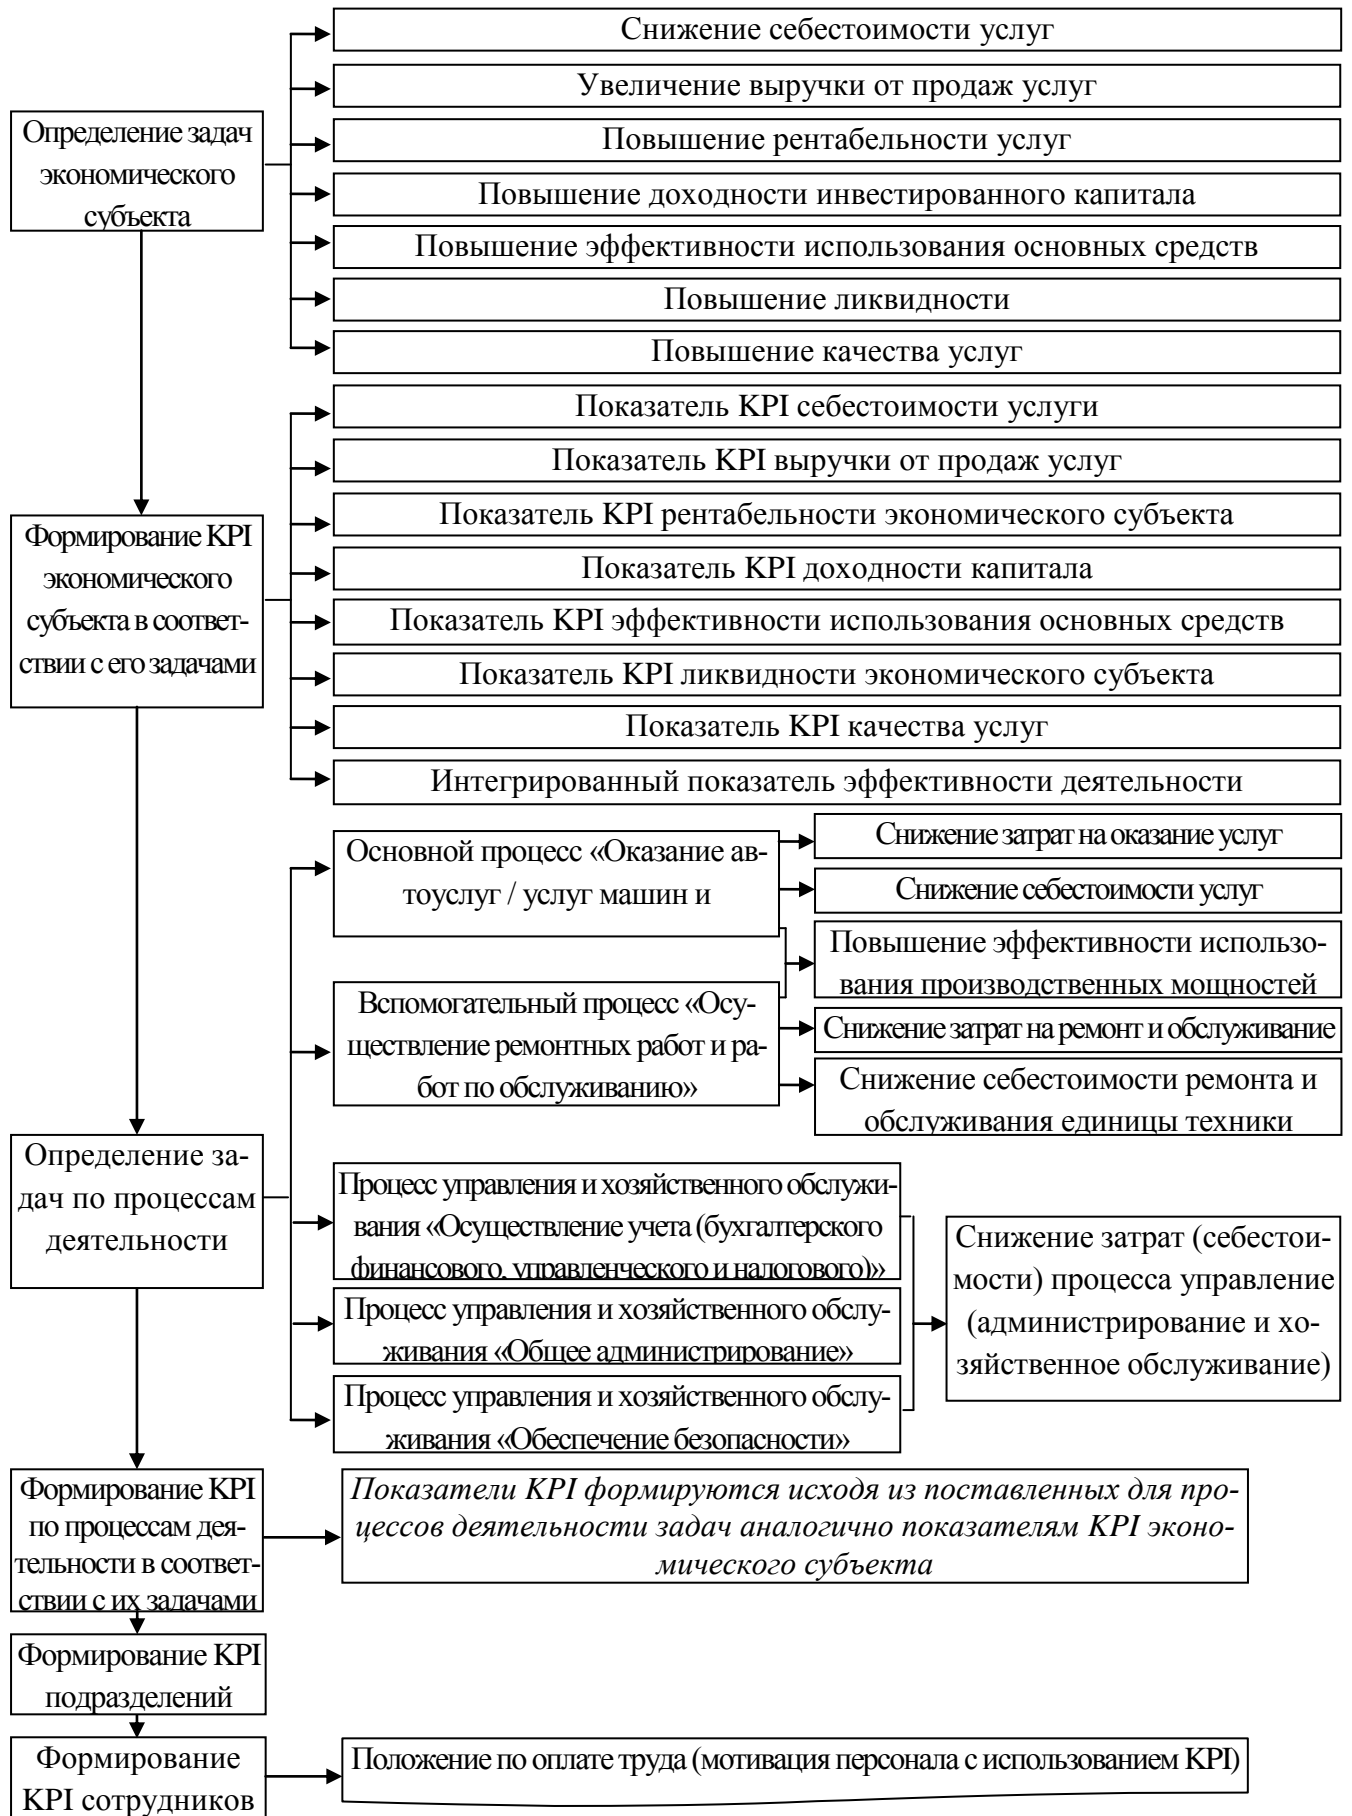 Определение задач
экономического
субъекта
Снижение себестоимости услуг
Увеличение выручки от продаж услуг
Повышение рентабельности услуг
Повышение доходности инвестированного капитала
Повышение эффективности использования основных средств
Повышение ликвидности
Повышение качества услуг
Формирование KPI
экономического
субъекта в соответ-
ствии с его задачами
Показатель KPI себестоимости услуги
Показатель KPI выручки от продаж услуг
Показатель KPI рентабельности экономического субъекта
Показатель KPI доходности капитала
Показатель KPI эффективности использования основных средств
Показатель KPI ликвидности экономического субъекта
Показатель KPI качества услуг
Интегрированный показатель эффективности деятельности
Определение за-
дач по процессам
деятельности
Основной процесс «Оказание ав-
тоуслуг / услуг машин и
Снижение затрат на оказание услуг
Снижение себестоимости услуг
Повышение эффективности использо-
вания производственных мощностей
Вспомогательный процесс «Осу-
ществление ремонтных работ и ра-
бот по обслуживанию»
Снижение затрат на ремонт и обслуживание
Снижение себестоимости ремонта и
обслуживания единицы техники
Процесс управления и хозяйственного обслужи-
вания «Осуществление учета (бухгалтерского
финансового, управленческого и налогового)»
Процесс управления и хозяйственного обслу-
живания «Общее администрирование»
Процесс управления и хозяйственного обслу-
живания «Обеспечение безопасности»
Снижение затрат (себестои-
мости) процесса управление
(администрирование и хо-
зяйственное обслуживание)
Формирование KPI
по процессам дея-
тельности в соответ-
ствии с их задачами
Показатели KPI формируются исходя из поставленных для про-
цессов деятельности задач аналогично показателям KPI эконо-
мического субъекта
Формирование KPI
подразделений
Формирование
KPI сотрудников
Положение по оплате труда (мотивация персонала с использованием KPI)